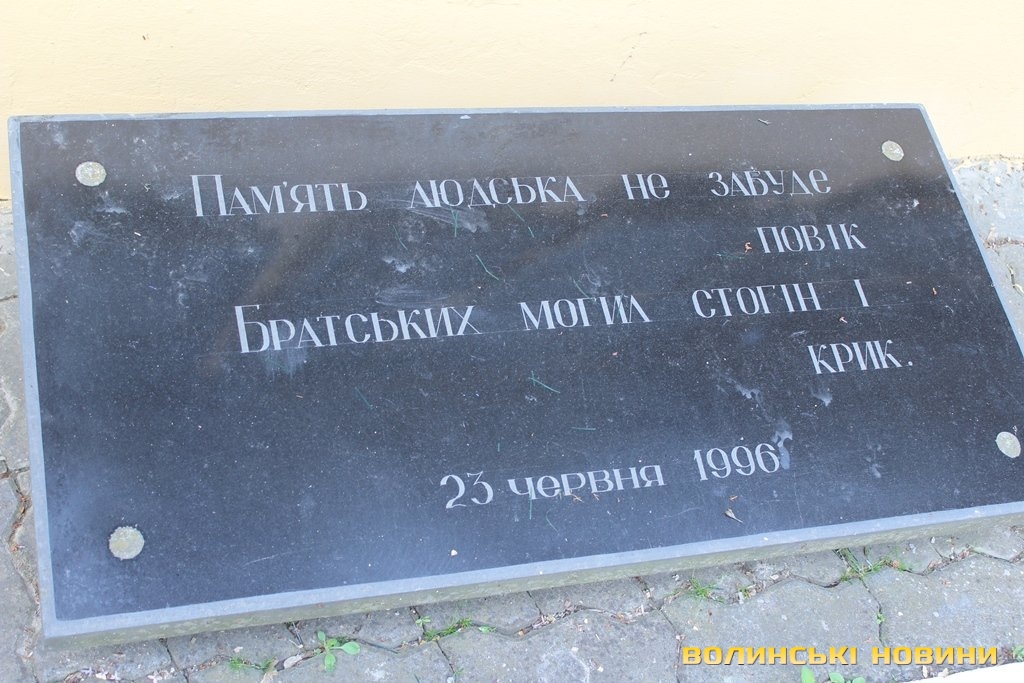 Пам'ять людська не забуде
повік
Братських могил стогін і
крик.
23 червня 1996
ВОЛИНСЬКІ НОВИНИ